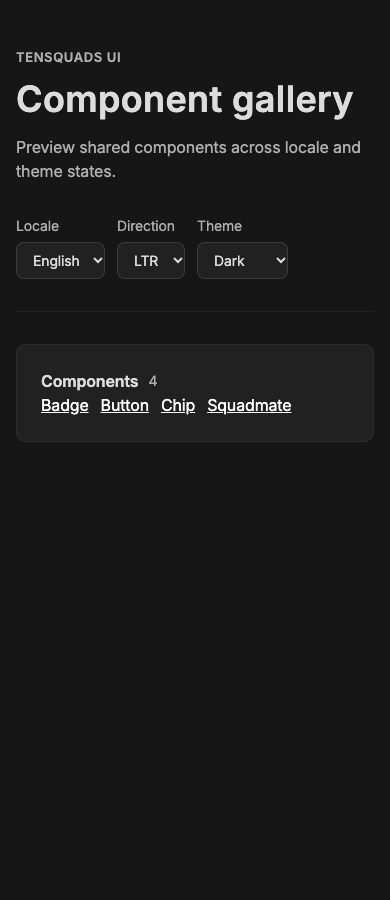 TENSQUADS UI
Component gallery
Preview shared components across locale and
theme states.
Locale Direction Theme
English LTR Dark
Components 4
Badge Button Chip Squadmate